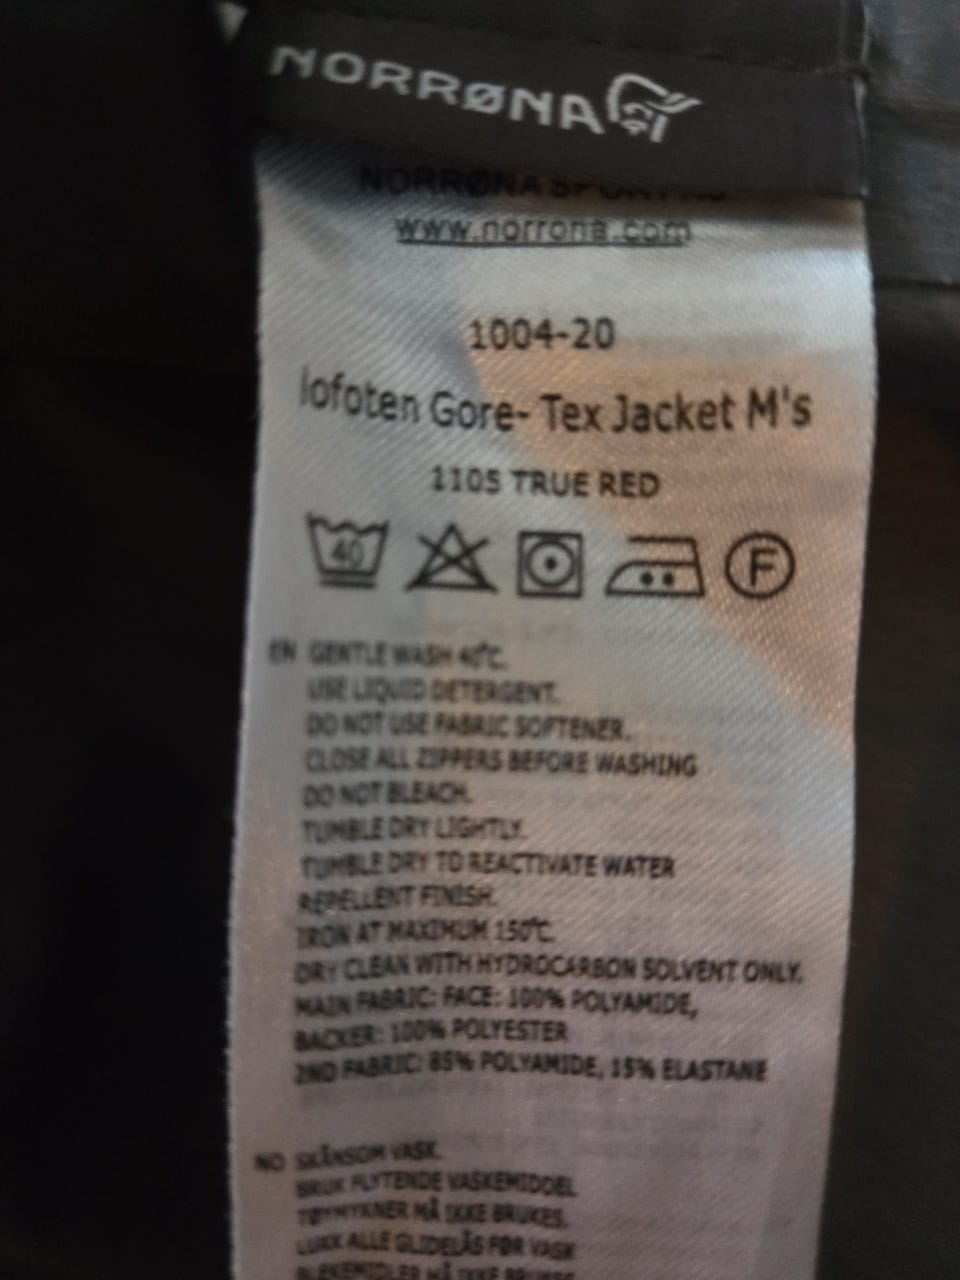 NORRØNA
NORRØNA SPORT AS
www.norrona.com
1004-20
lofoten Gore- Tex Jacket M's
1105 TRUE RED
40
F
EN GENTLE WASH 40°C.
USE LIQUID DETERGENT.
DO NOT USE FABRIC SOFTENER.
CLOSE ALL ZIPPERS BEFORE WASHING
DO NOT BLEACH.
TUMBLE DRY LIGHTLY.
TUMBLE DRY TO REACTIVATE WATER
REPELLENT FINISH.
IRON AT MAXIMUM 150°C.
DRY CLEAN WITH HYDROCARBON SOLVENT ONLY.
MAIN FABRIC: FACE: 100% POLYAMIDE,
BACKER: 100% POLYESTER
2ND FABRIC: 85% POLYAMIDE, 15% ELASTANE
NO SKÅNSOM VASK.
BRUK FLYTENDE VASKEMIDDEL
TØYMYKNER MÅ IKKE BRUKES.
LUKK ALLE GLIDELÅS FØR VASK
BLEKEMIDLER MÅ IKKE BRUKES